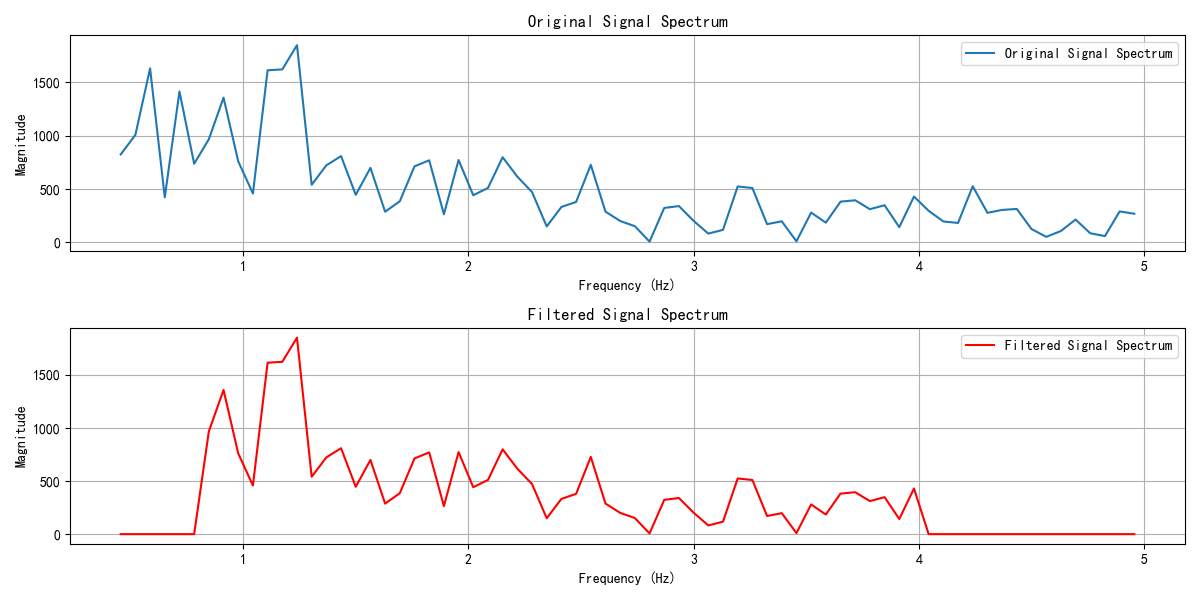 Original Signal Spectrum
Original Signal Spectrum
Magnitude
1500
1000
500
0
1 2 3 4 5
Frequency (Hz)
Filtered Signal Spectrum
Filtered Signal Spectrum
Magnitude
1500
1000
500
0
1 2 3 4 5
Frequency (Hz)